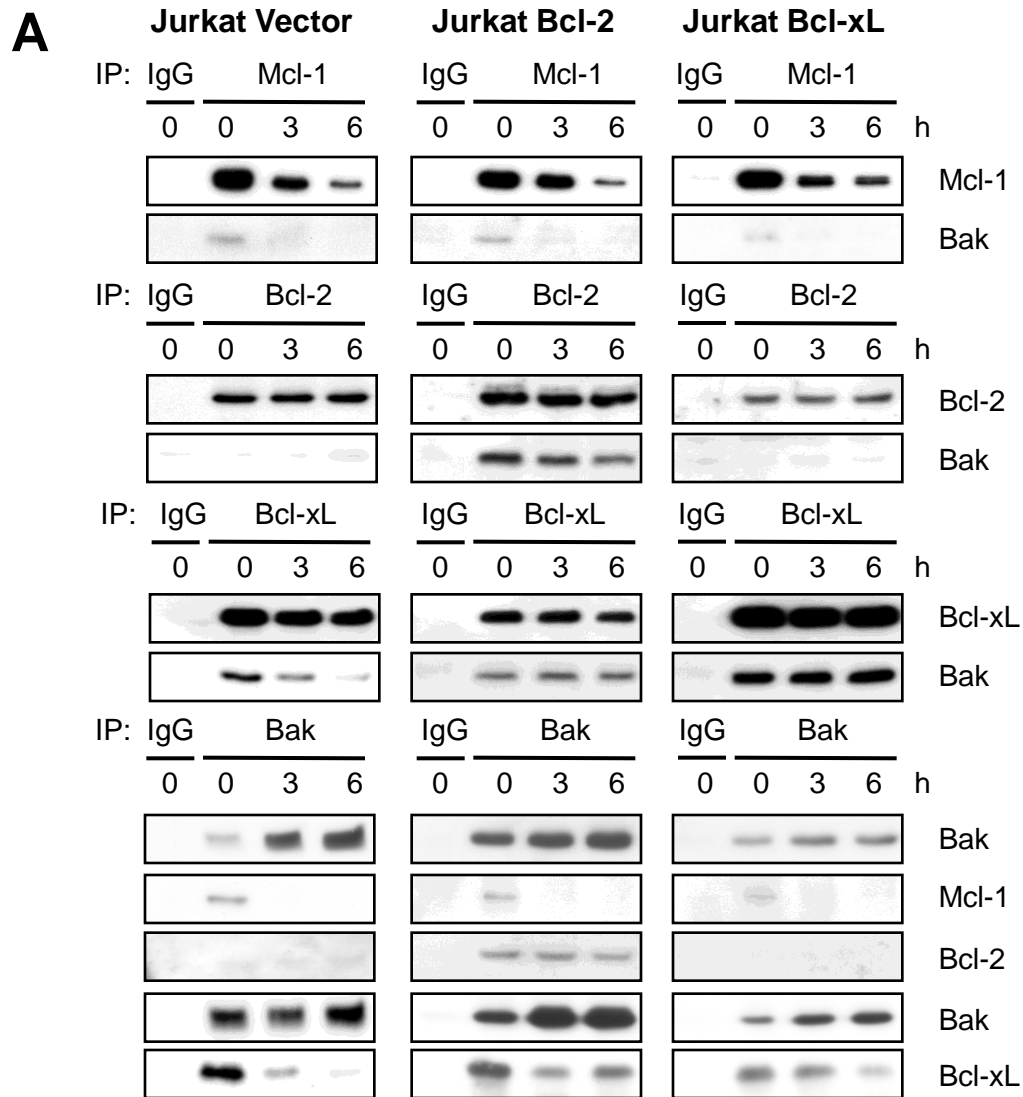 A
Jurkat Vector Jurkat Bcl-2 Jurkat Bcl-xL
IP: IgG Mcl-1 IgG Mcl-1 IgG Mcl-1
0 0 3 6 0 0 3 6 0 0 3 6 h
Mcl-1
Bak
IP: IgG Bcl-2 IgG Bcl-2 IgG Bcl-2
0 0 3 6 0 0 3 6 0 0 3 6 h
Bcl-2
Bak
IP: IgG Bcl-xL IgG Bcl-xL IgG Bcl-xL
0 0 3 6 0 0 3 6 0 0 3 6 h
Bcl-xL
Bak
IP: IgG Bak IgG Bak IgG Bak
0 0 3 6 0 0 3 6 0 0 3 6 h
Bak
Mcl-1
Bcl-2
Bak
Bcl-xL